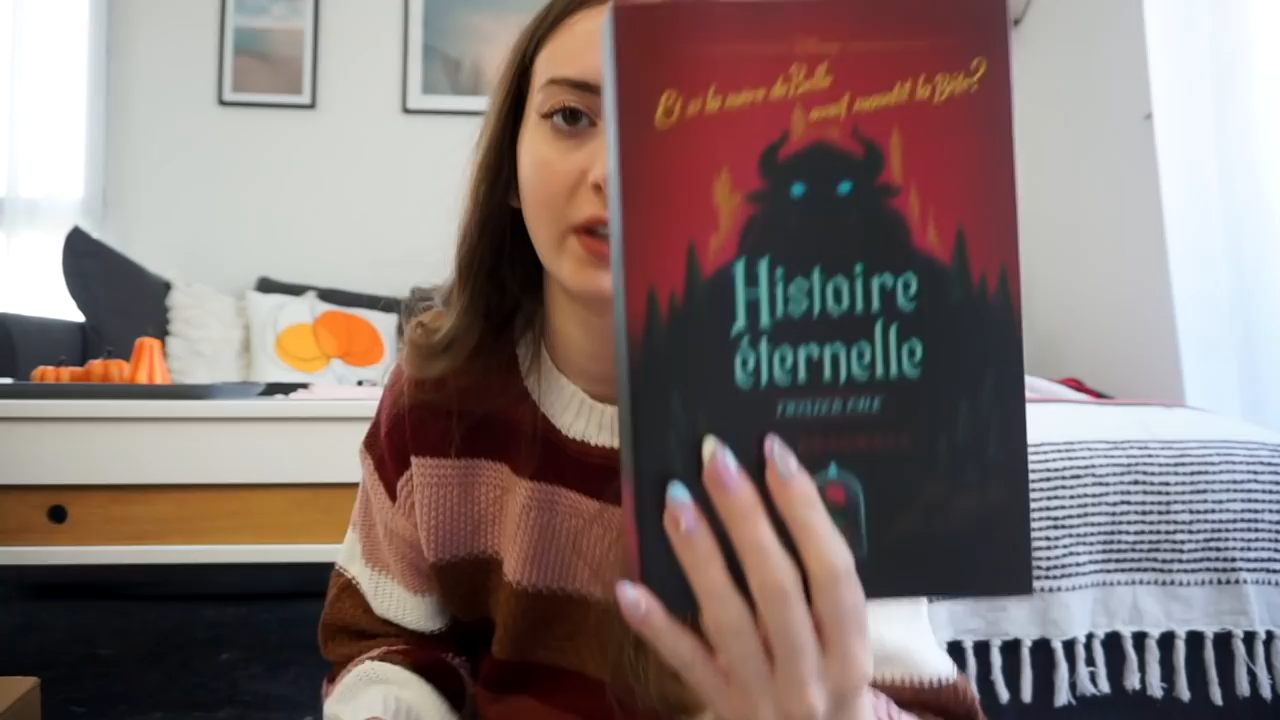 Et si la mère de Belle
avait maudit la Bête?
Histoire
éternelle
TWISTED TALE